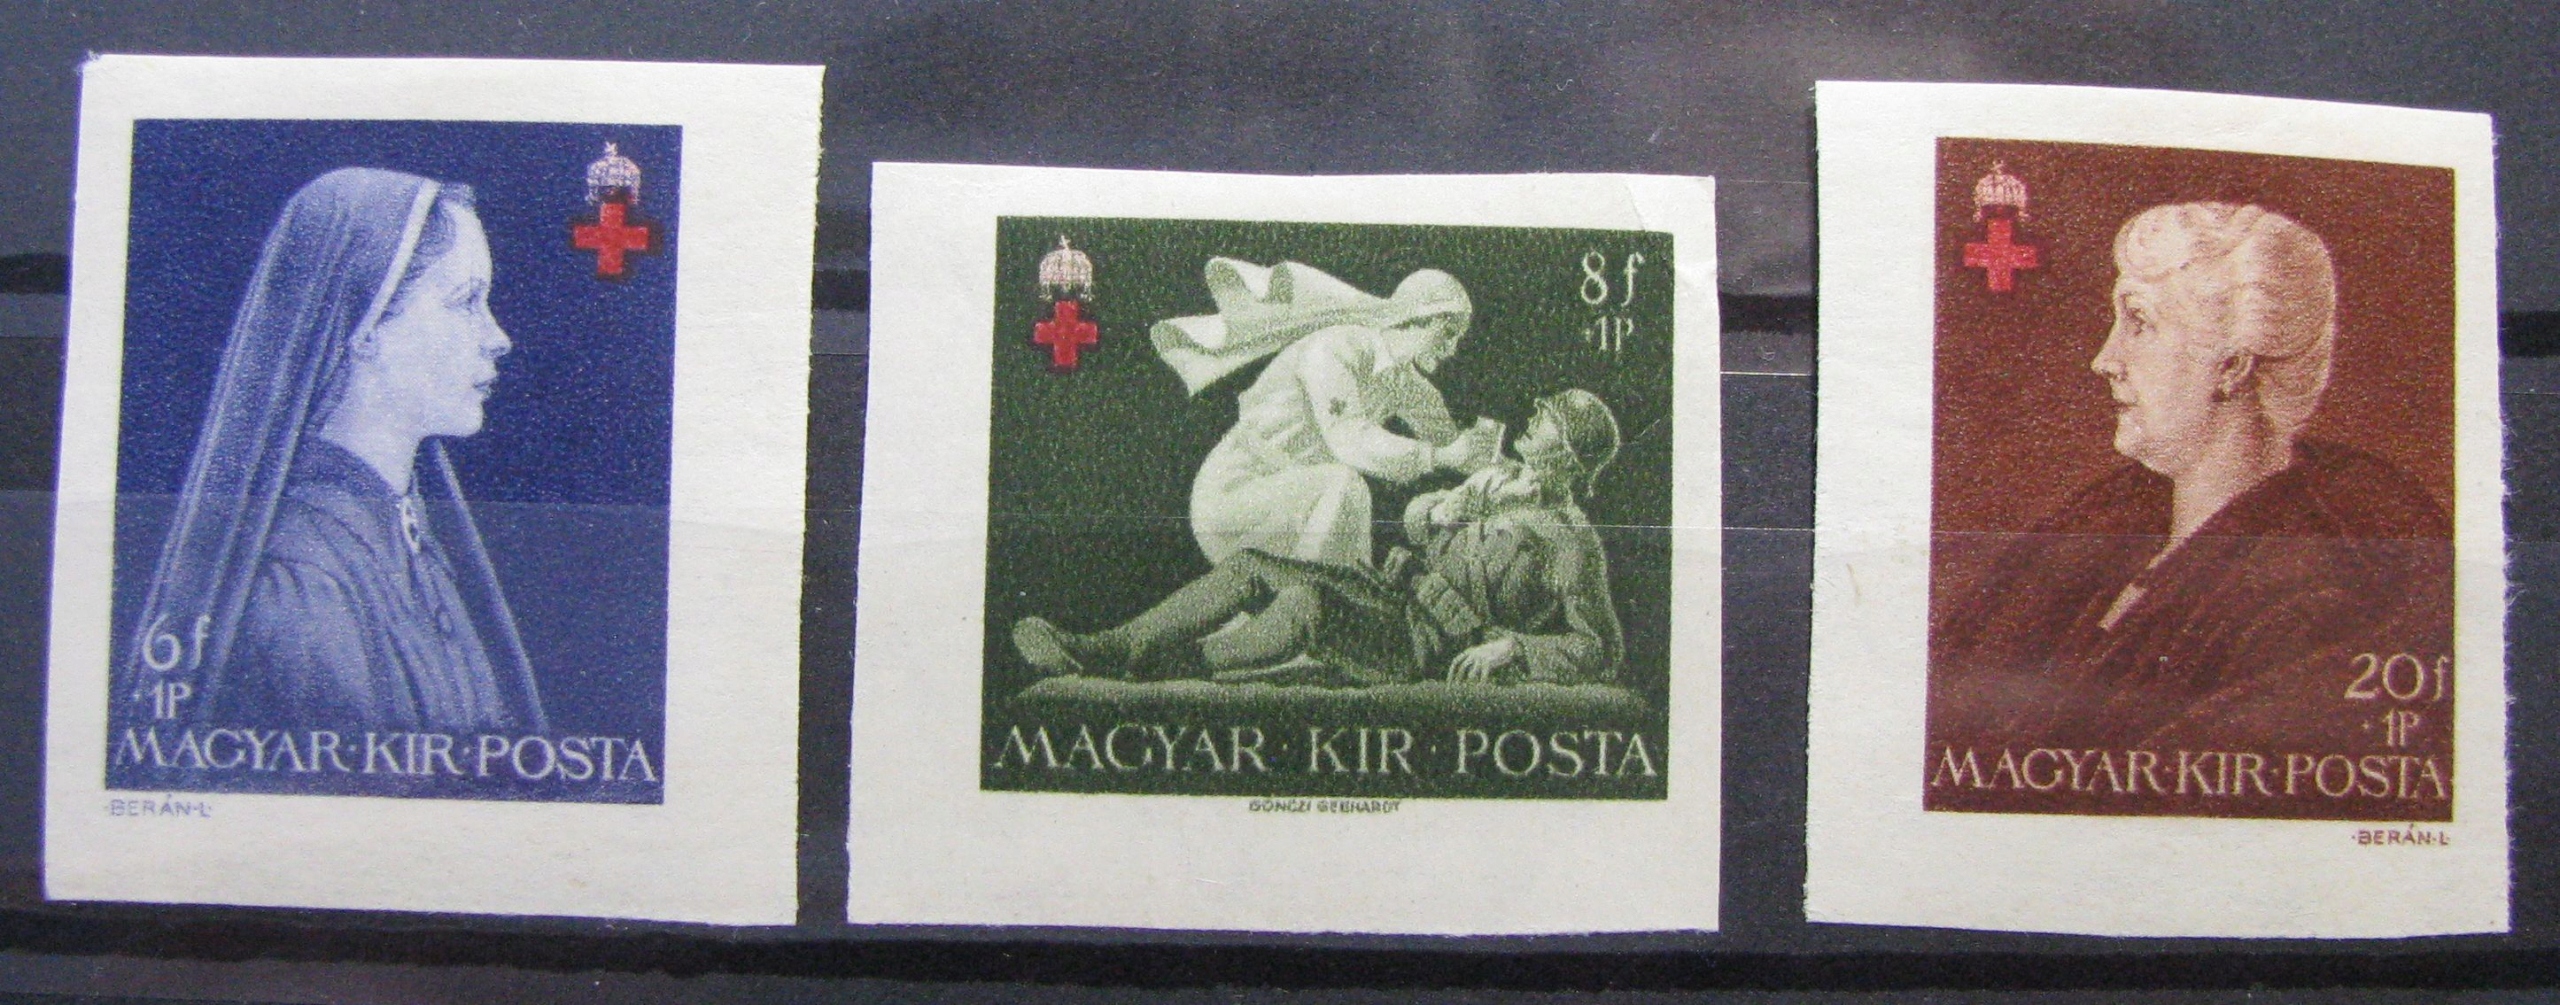 6f
·1P
MAGYAR·KIR·POSTA
·BERÁN·L·
8f
·1P
MAGYAR·KIR·POSTA
GÖNCZI GEBHARDT
20f
·1P
MAGYAR·KIR·POSTA
·BERÁN·L·